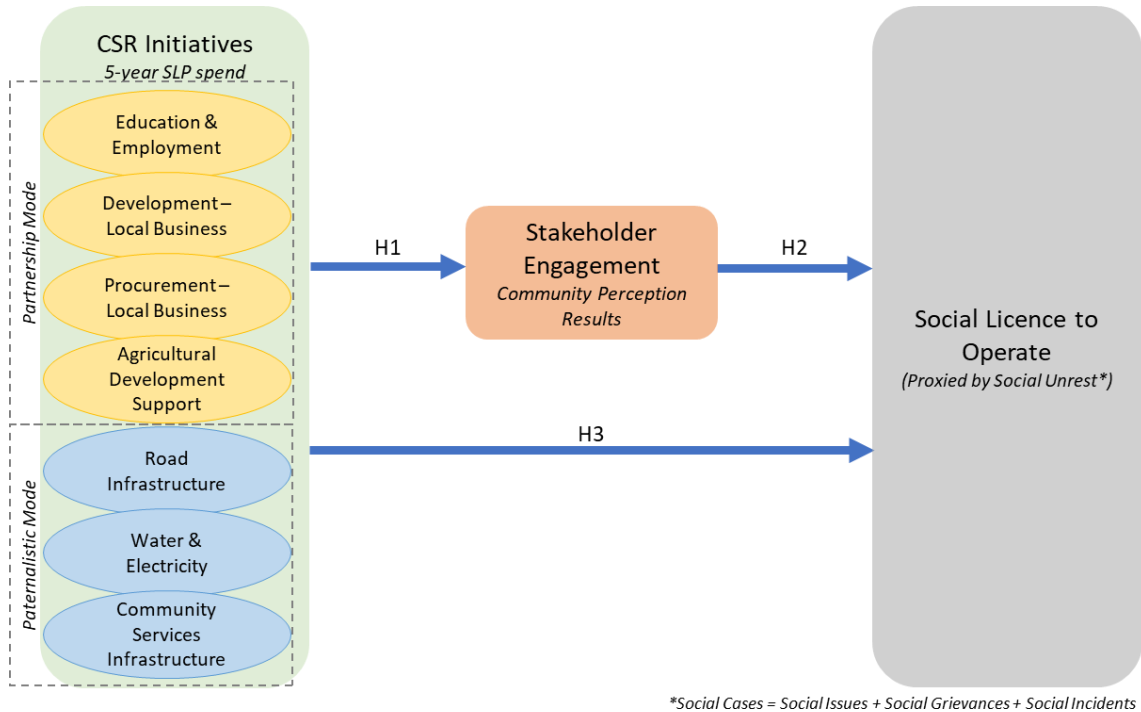 CSR Initiatives
5-year SLP spend
Partnership Mode
Education &
Employment
Development –
Local Business
Procurement –
Local Business
Agricultural
Development
Support
Paternalistic Mode
Road
Infrastructure
Water &
Electricity
Community
Services
Infrastructure
H1
Stakeholder
Engagement
Community Perception
Results
H2
H3
Social Licence to
Operate
(Proxied by Social Unrest*)
*Social Cases = Social Issues + Social Grievances + Social Incidents